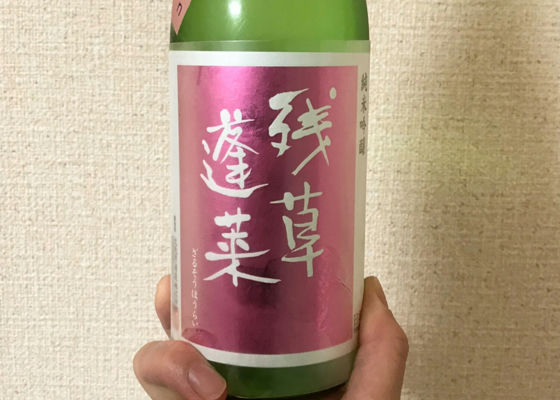 純米吟醸
残草
蓬莱
ざるそうほうらい